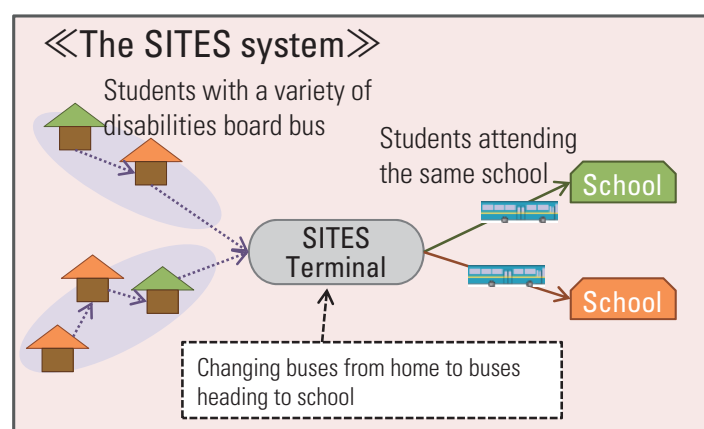 ≪The SITES system≫
Students with a variety of
disabilities board bus
Students attending
the same school
School
SITES
Terminal
School
Changing buses from home to buses
heading to school